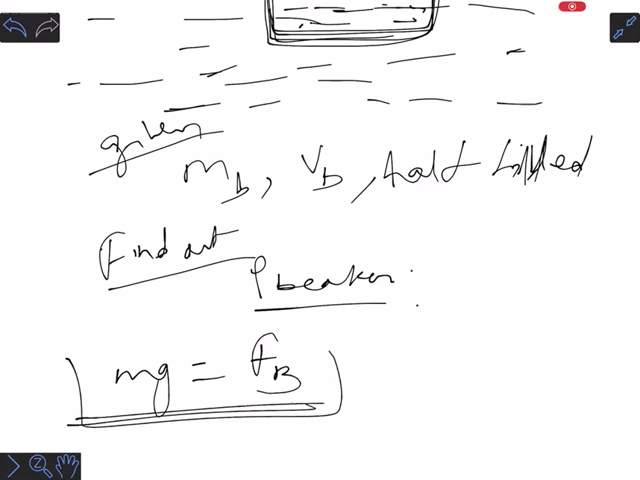 given
m_b, V_b, half filled
Find out
ρ beaker.
mg = F_B